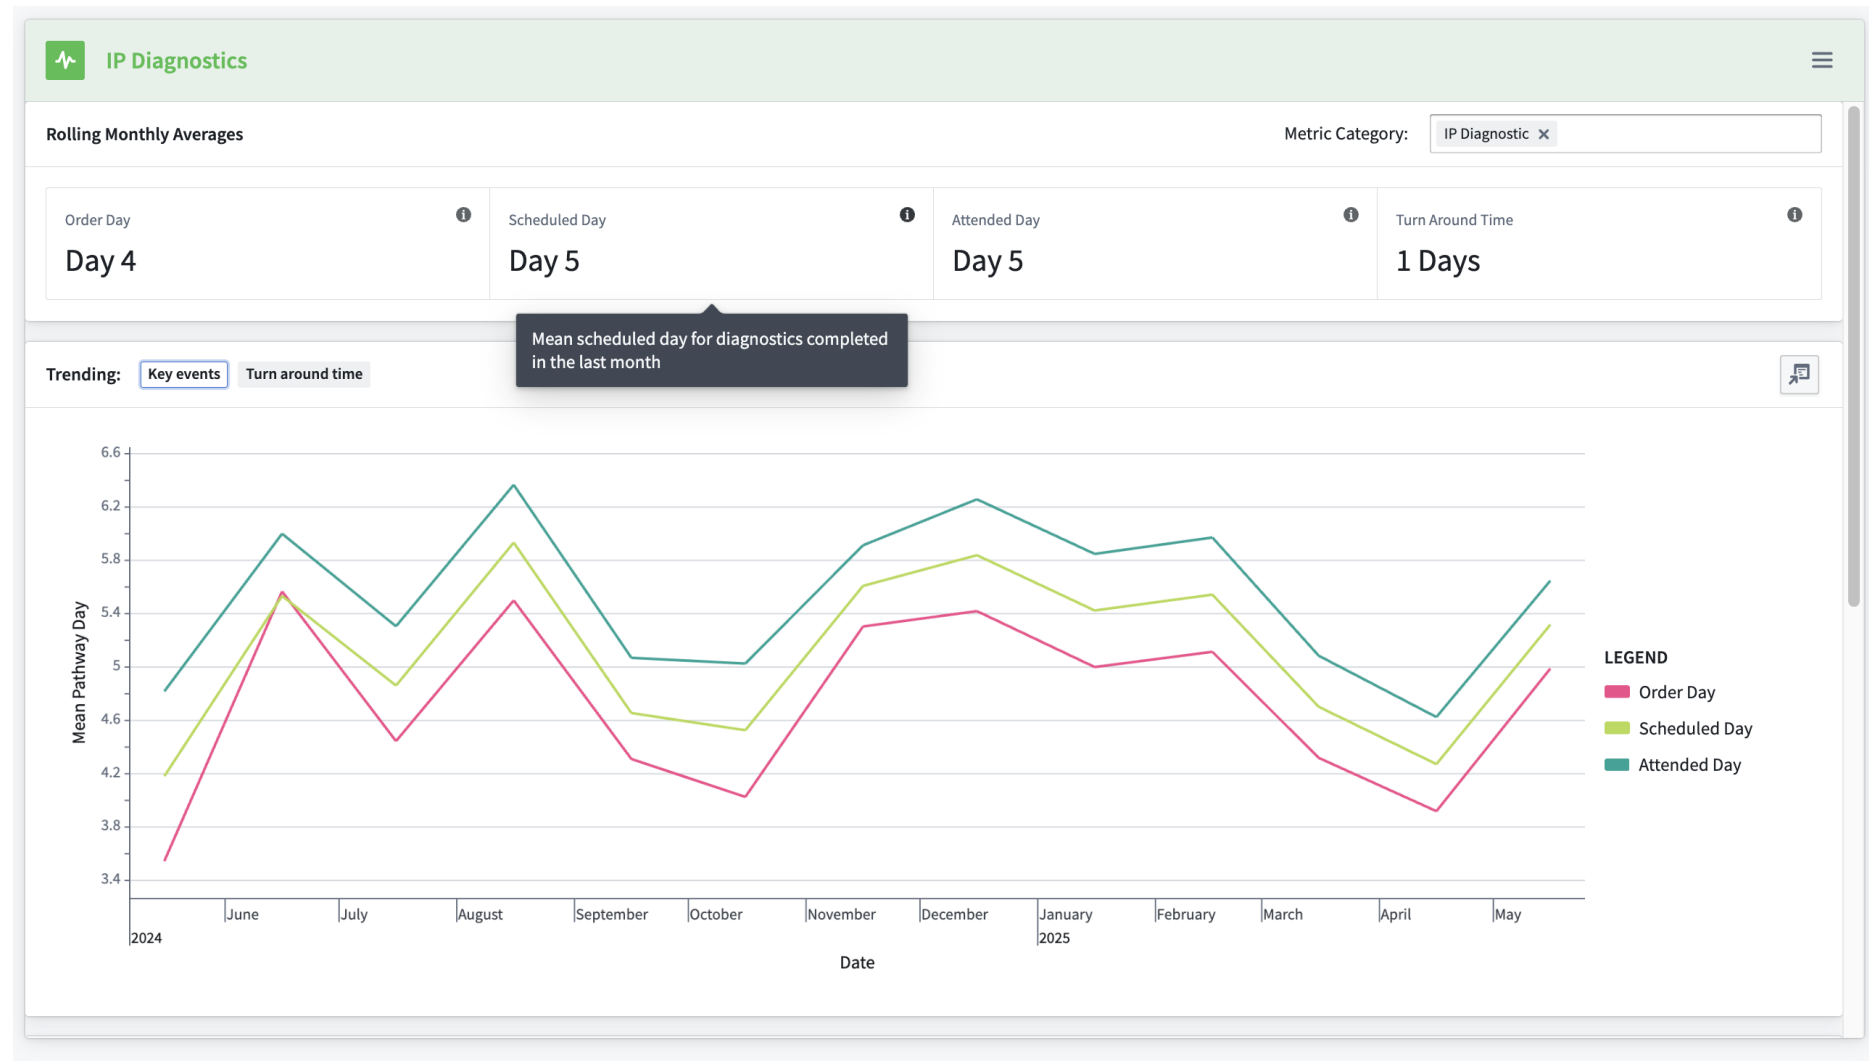 IP Diagnostics
Rolling Monthly Averages
Metric Category:
IP Diagnostic
Order Day
Day 4
Scheduled Day
Day 5
Attended Day
Day 5
Turn Around Time
1 Days
Mean scheduled day for diagnostics completed
in the last month
Trending:
Key events
Turn around time
Mean Pathway Day
6.6
6.2
5.8
5.4
5
4.6
4.2
3.8
3.4
June
July
August
September
October
November
December
January
February
March
April
May
2024
2025
Date
LEGEND
Order Day
Scheduled Day
Attended Day